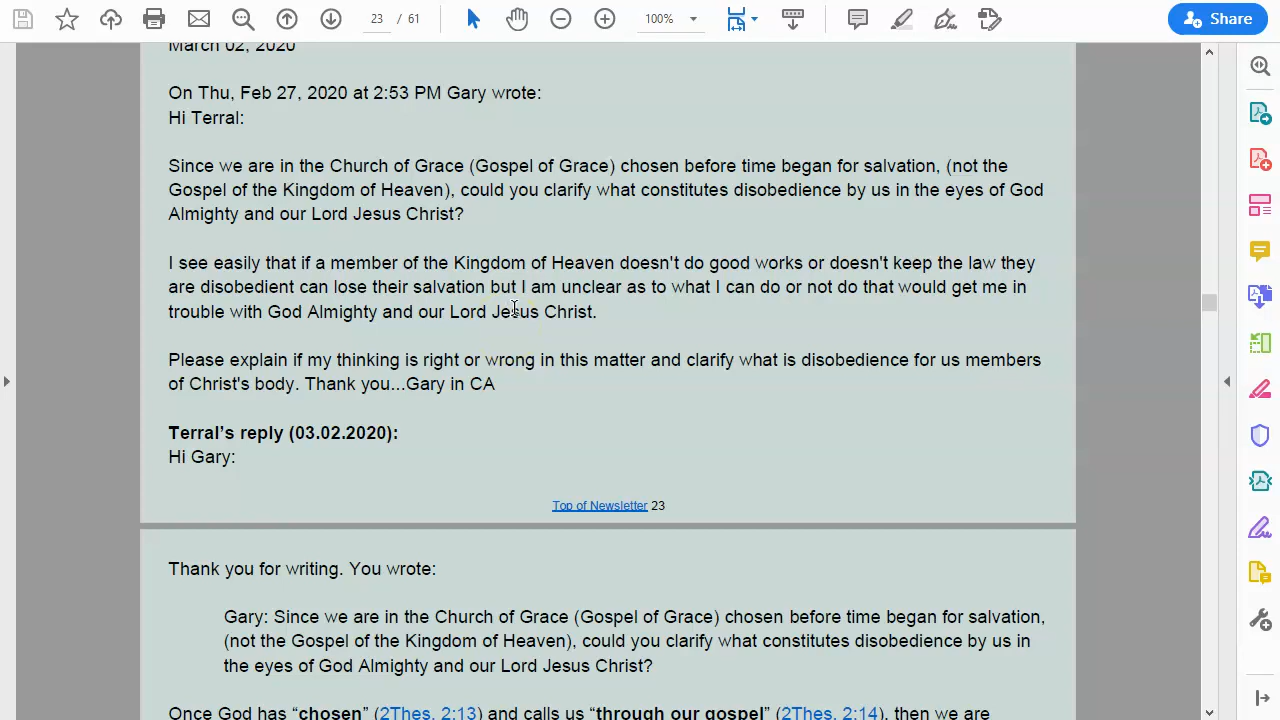 23 / 61
100%
Share
March 02, 2020
On Thu, Feb 27, 2020 at 2:53 PM Gary wrote:
Hi Terral:
Since we are in the Church of Grace (Gospel of Grace) chosen before time began for salvation, (not the
Gospel of the Kingdom of Heaven), could you clarify what constitutes disobedience by us in the eyes of God
Almighty and our Lord Jesus Christ?
I see easily that if a member of the Kingdom of Heaven doesn't do good works or doesn't keep the law they
are disobedient can lose their salvation but I am unclear as to what I can do or not do that would get me in
trouble with God Almighty and our Lord Jesus Christ.
Please explain if my thinking is right or wrong in this matter and clarify what is disobedience for us members
of Christ's body. Thank you...Gary in CA
Terral's reply (03.02.2020):
Hi Gary:
Top of Newsletter 23
Thank you for writing. You wrote:
Gary: Since we are in the Church of Grace (Gospel of Grace) chosen before time began for salvation,
(not the Gospel of the Kingdom of Heaven), could you clarify what constitutes disobedience by us in
the eyes of God Almighty and our Lord Jesus Christ?
Once God has “chosen” (2Thes. 2:13) and calls us “through our gospel” (2Thes. 2:14), then we are